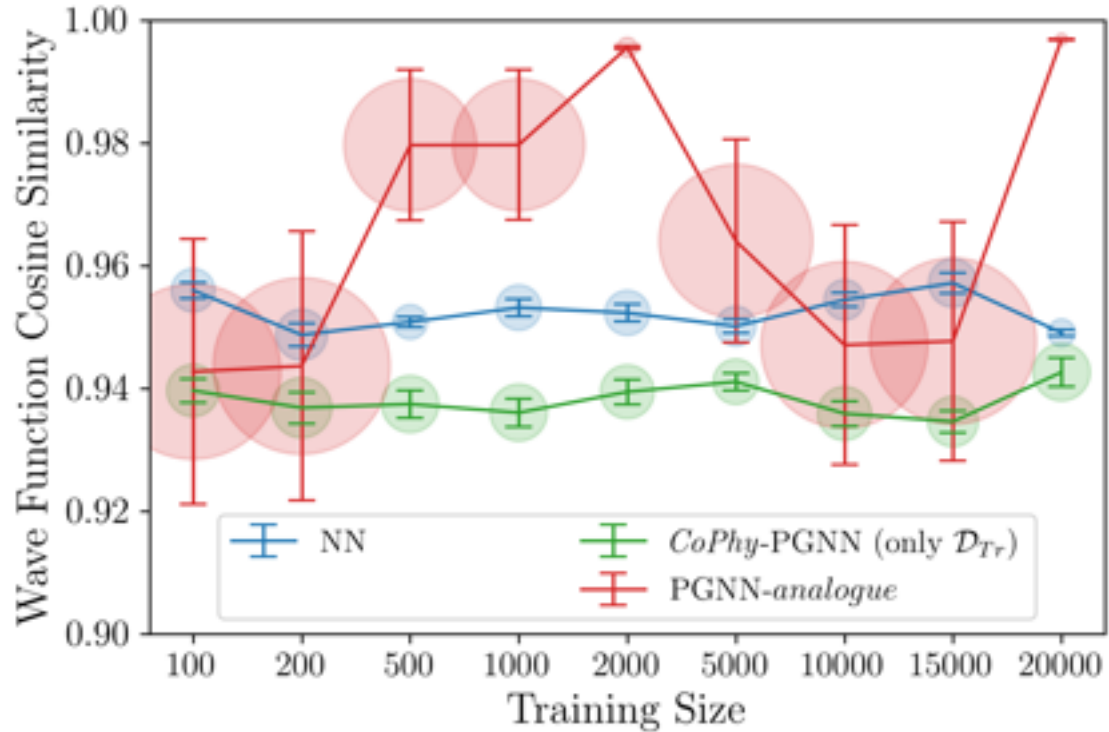 Wave Function Cosine Similarity
1.00
0.98
0.96
0.94
0.92
0.90
NN
CoPhy-PGNN (only 𝒟_Tr)
PGNN-analogue
100 200 500 1000 2000 5000 10000 15000 20000
Training Size